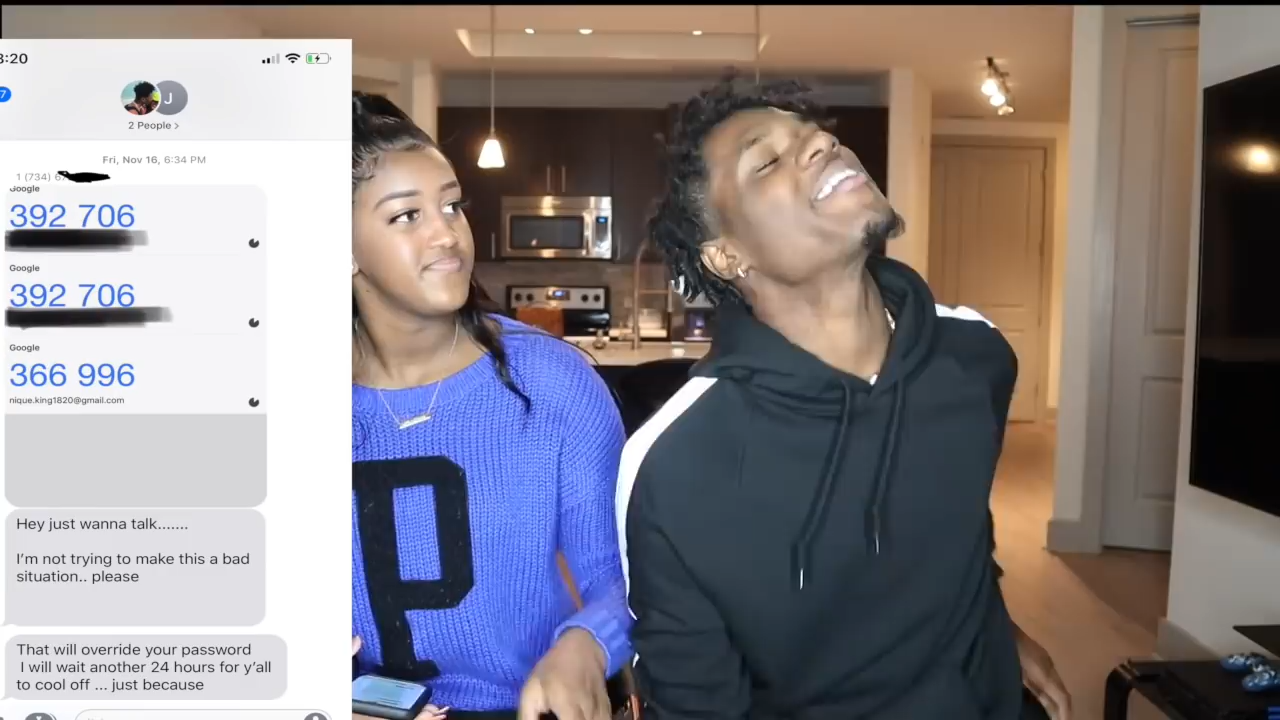 3:20
7
J
2 People >
Fri, Nov 16, 6:34 PM
1 (734) 6
Google
392 706
Google
392 706
Google
366 996
nique.king1820@gmail.com
Hey just wanna talk.......
I'm not trying to make this a bad
situation.. please
That will override your password
I will wait another 24 hours for y'all
to cool off ... just because
P